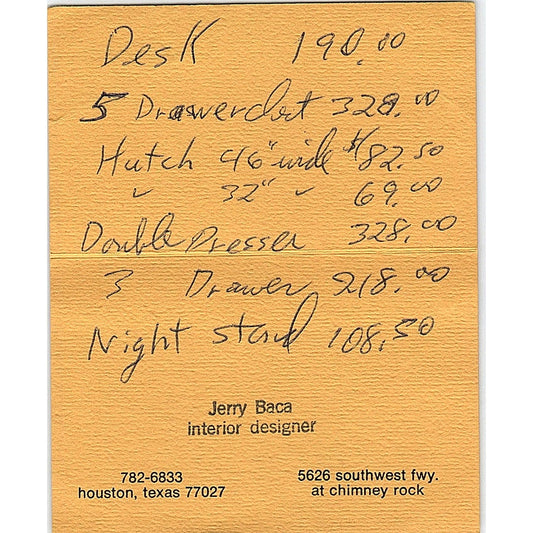 Desk 190.00
5 Drawer chest 328.00
Hutch 46" wide $82.50
" 32" " 69.00
Double Dresser 328.00
3 Drawer 218.00
Night stand 108.50
Jerry Baca
interior designer
782-6833
houston, texas 77027
5626 southwest fwy.
at chimney rock